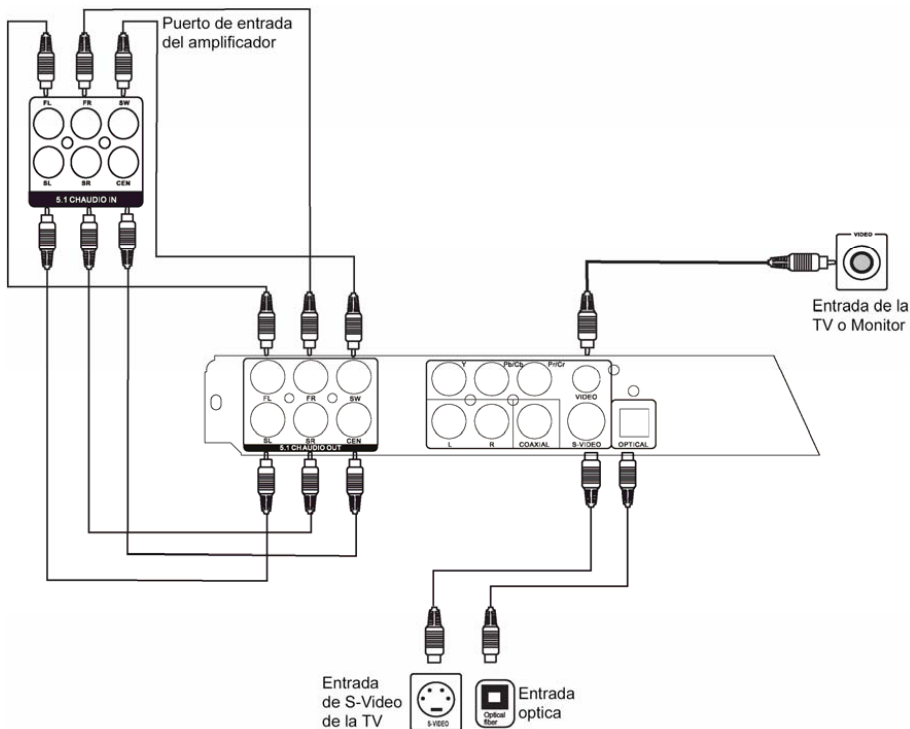 Puerto de entrada
del amplificador
FL FR SW
SL SR CEN
5.1 CHAUDIO IN
VIDEO
Entrada de la
TV o Monitor
Y Pb/Cb Pr/Cr
FL FR SW
VIDEO
SL SR CEN
L R COAXIAL S-VIDEO OPTICAL
5.1 CHAUDIO OUT
Entrada
de S-Video
de la TV
S-VIDEO
Optical
fiber
Entrada
optica